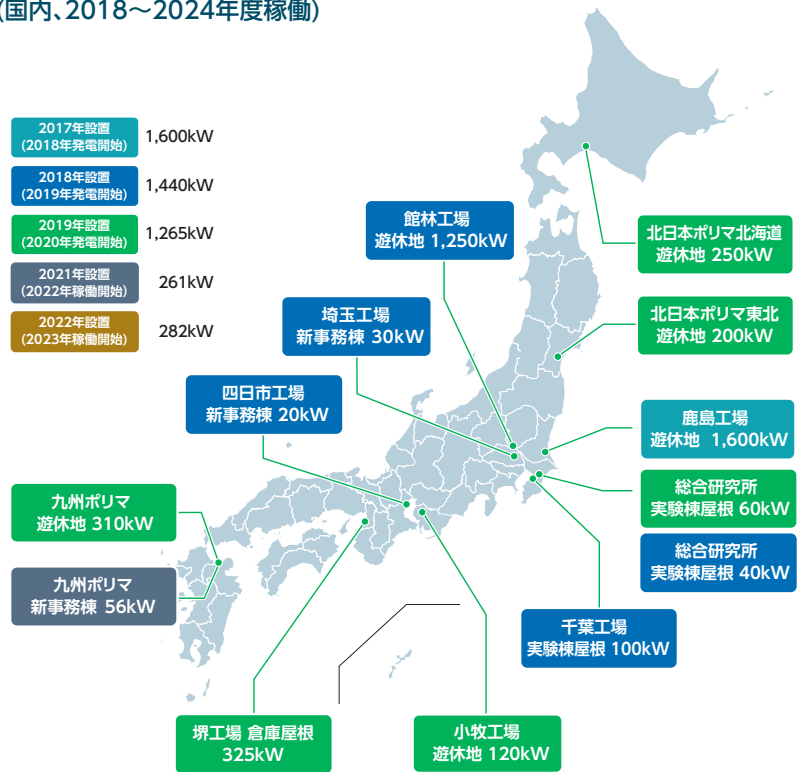 (国内、2018～2024年度稼働)
2017年設置
(2018年発電開始)
1,600kW
2018年設置
(2019年発電開始)
1,440kW
2019年設置
(2020年発電開始)
1,265kW
2021年設置
(2022年稼働開始)
261kW
2022年設置
(2023年稼働開始)
282kW
館林工場
遊休地 1,250kW
埼玉工場
新事務棟 30kW
四日市工場
新事務棟 20kW
九州ポリマ
遊休地 310kW
九州ポリマ
新事務棟 56kW
北日本ポリマ北海道
遊休地 250kW
北日本ポリマ東北
遊休地 200kW
鹿島工場
遊休地 1,600kW
総合研究所
実験棟屋根 60kW
総合研究所
実験棟屋根 40kW
千葉工場
実験棟屋根 100kW
堺工場 倉庫屋根
325kW
小牧工場
遊休地 120kW